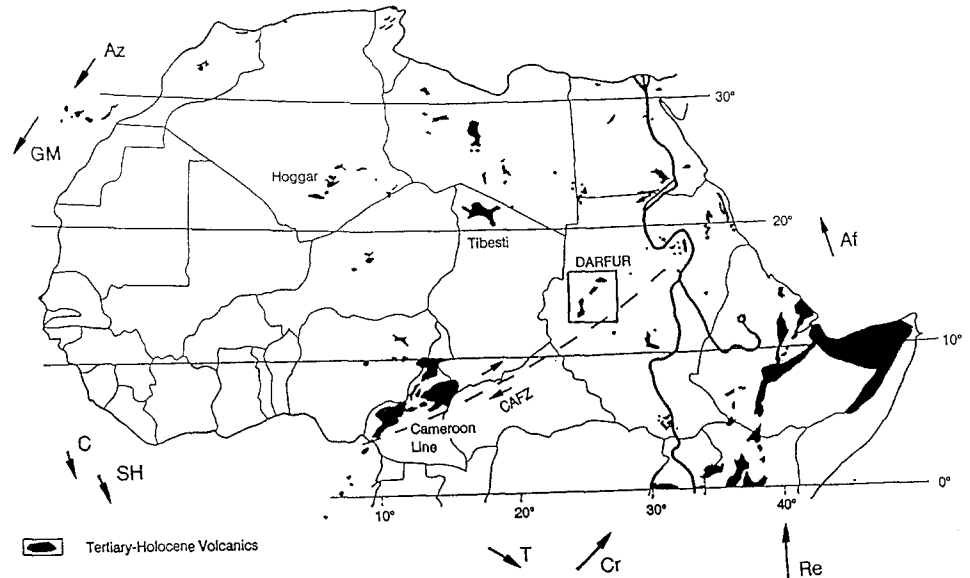 Az
30°
GM
Hoggar
20°
Af
Tibesti
DARFUR
10°
CAFZ
Cameroon
Line
C
SH
0°
10°
20°
30°
40°
T
Cr
Re
Tertiary-Holocene Volcanics